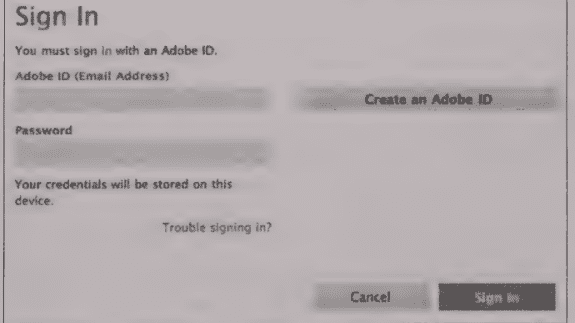 Sign In
You must sign in with an Adobe ID.
Adobe ID (Email Address)
Create an Adobe ID
Password
Your credentials will be stored on this
device.
Trouble signing in?
Cancel
Sign In